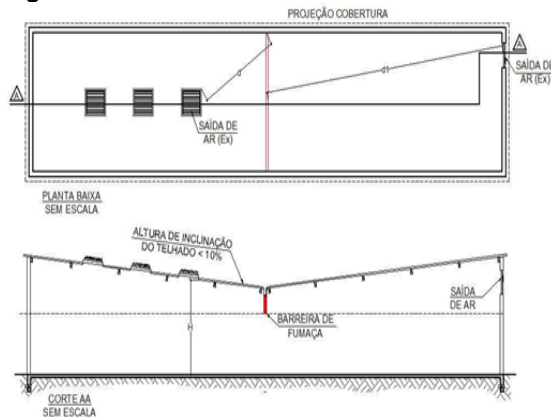 PROJEÇÃO COBERTURA
A
A
d
d1
SAÍDA DE
AR (Ex)
SAÍDA DE
AR (Ex)
PLANTA BAIXA
SEM ESCALA
ALTURA DE INCLINAÇÃO
DO TELHADO < 10%
SAÍDA
DE AR
H
BARREIRA DE
FUMAÇA
CORTE AA
SEM ESCALA